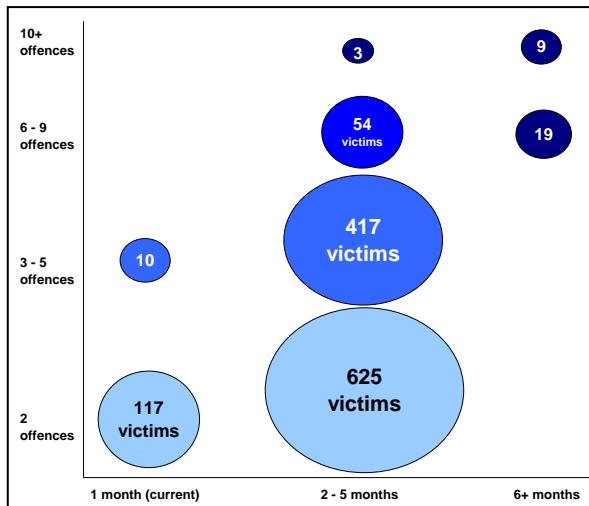 10+
offences
3
9
6 - 9
offences
54
victims
19
417
victims
3 - 5
offences
10
625
victims
117
victims
2
offences
1 month (current)
2 - 5 months
6+ months